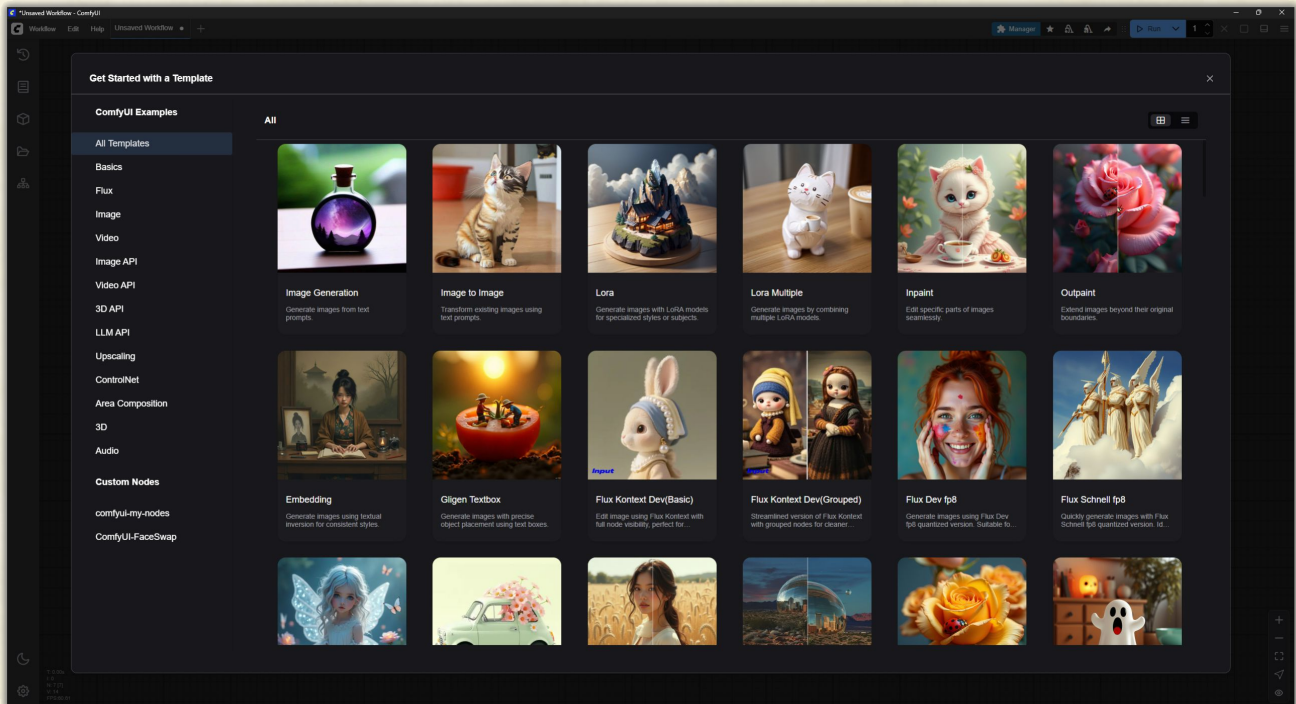 *Unsaved Workflow - ComfyUI
Workflow Edit Help Unsaved Workflow
Manager
Run
1
Get Started with a Template
ComfyUI Examples
All Templates
Basics
Flux
Image
Video
Image API
Video API
3D API
LLM API
Upscaling
ControlNet
Area Composition
3D
Audio
Custom Nodes
comfyui-my-nodes
ComfyUI-FaceSwap
All
Image Generation
Generate images from text
prompts.
Image to Image
Transform existing images using
text prompts.
Lora
Generate images with LoRA models
for specialized styles or subjects.
Lora Multiple
Generate images by combining
multiple LoRA models.
Inpaint
Edit specific parts of images
seamlessly.
Outpaint
Extend images beyond their original
boundaries.
Embedding
Generate images using textual
inversion for consistent styles.
Gligen Textbox
Generate images with precise
object placement using text boxes.
Input
Flux Kontext Dev(Basic)
Edit image using Flux Kontext with
full node visibility, perfect for...
Input
Flux Kontext Dev(Grouped)
Streamlined version of Flux Kontext
with grouped nodes for cleaner...
Flux Dev fp8
Generate images using Flux Dev
fp8 quantized version. Suitable fo...
Flux Schnell fp8
Quickly generate images with Flux
Schnell fp8 quantized version. Id...